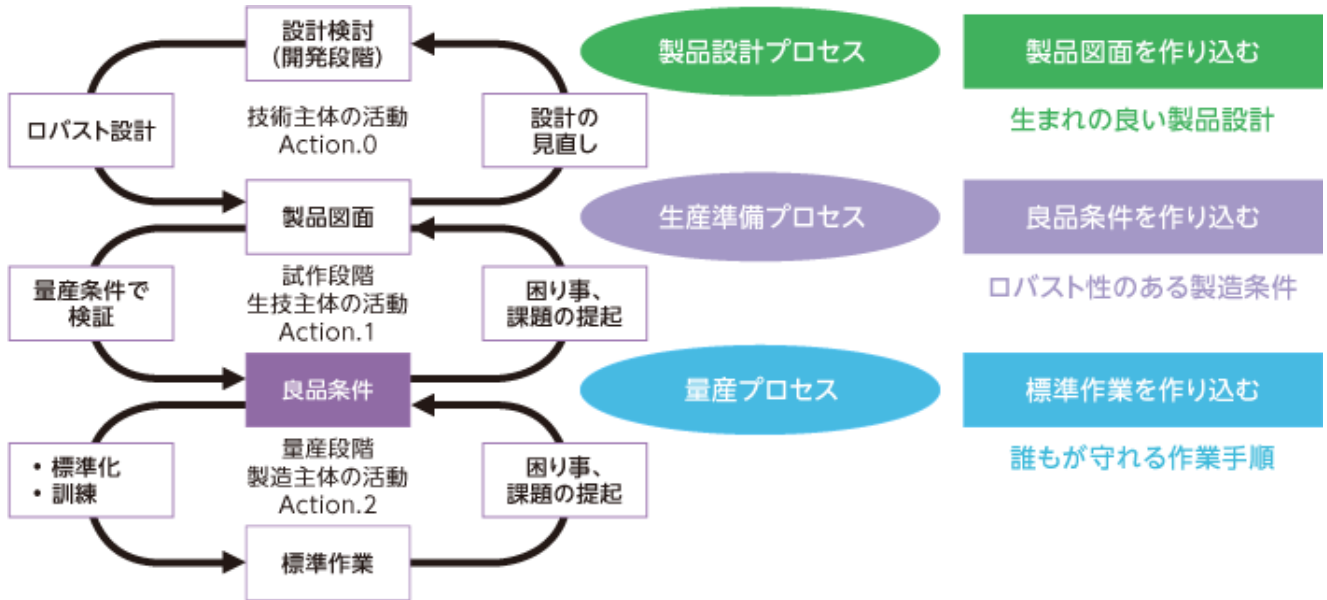 設計検討
(開発段階)
ロバスト設計
技術主体の活動
Action.0
設計の
見直し
製品図面
量産条件で
検証
試作段階
生技主体の活動
Action.1
困り事、
課題の提起
良品条件
・標準化
・訓練
量産段階
製造主体の活動
Action.2
困り事、
課題の提起
標準作業
製品設計プロセス
製品図面を作り込む
生まれの良い製品設計
生産準備プロセス
良品条件を作り込む
ロバスト性のある製造条件
量産プロセス
標準作業を作り込む
誰もが守れる作業手順